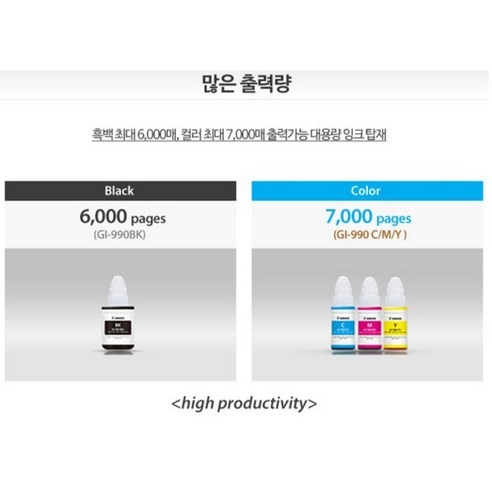 많은 출력량
흑백 최대 6,000매, 컬러 최대 7,000매 출력가능 대용량 잉크 탑재
Black
6,000 pages
(GI-990BK)
Color
7,000 pages
(GI-990 C/M/Y )
Canon
BK
Canon
C
Canon
M
Canon
Y
<high productivity>